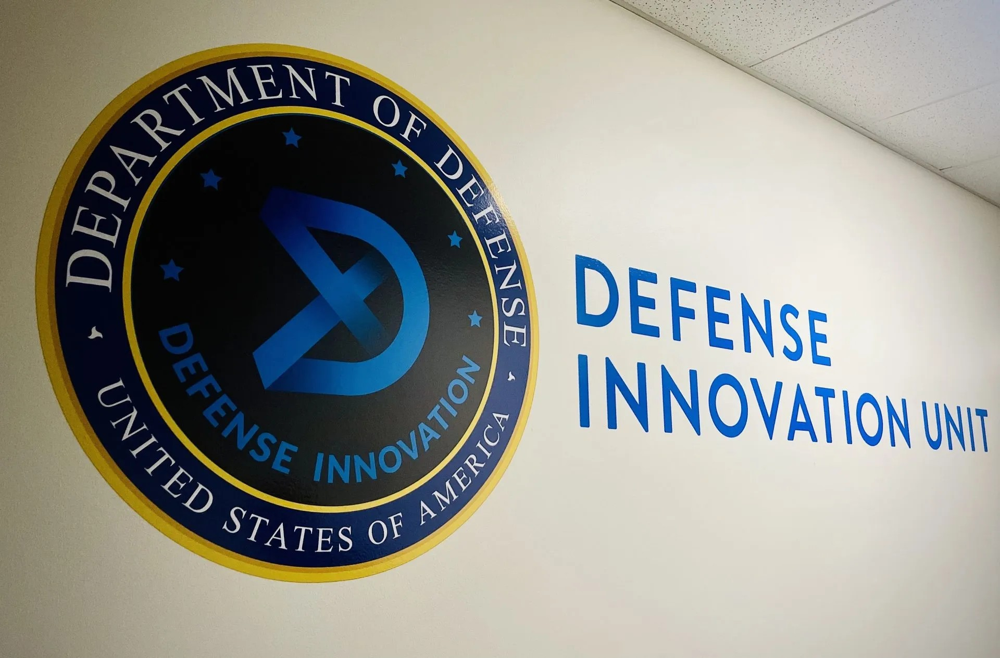 DEPARTMENT OF DEFENSE
DEFENSE INNOVATION
UNITED STATES OF AMERICA
DEFENSE
INNOVATION UNIT